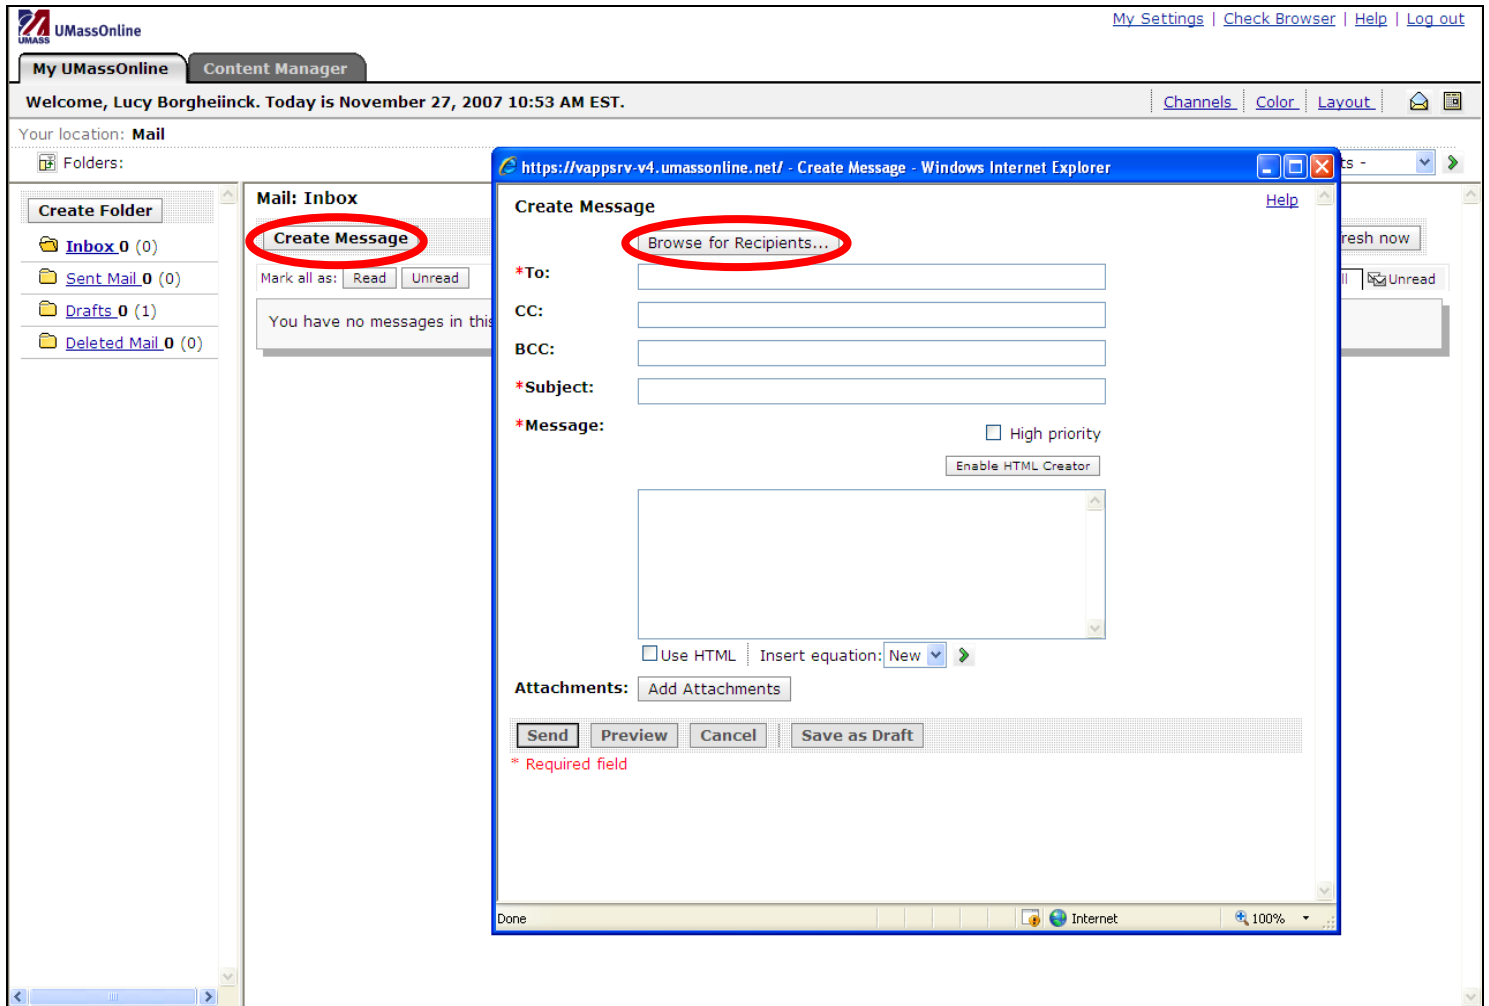 UMASS UMassOnline
My Settings | Check Browser | Help | Log out
My UMassOnline Content Manager
Welcome, Lucy Borgheiinck. Today is November 27, 2007 10:53 AM EST.
Channels Color Layout
Your location: Mail
Folders:
ts -
Create Folder
Inbox 0 (0)
Sent Mail 0 (0)
Drafts 0 (1)
Deleted Mail 0 (0)
Mail: Inbox
Create Message
resh now
Mark all as: Read Unread
ll Unread
You have no messages in this
https://vappsrv-v4.umassonline.net/ - Create Message - Windows Internet Explorer
Create Message
Help
Browse for Recipients...
*To:
CC:
BCC:
*Subject:
*Message:
High priority
Enable HTML Creator
Use HTML Insert equation: New
Attachments: Add Attachments
Send Preview Cancel Save as Draft
* Required field
Done Internet 100%